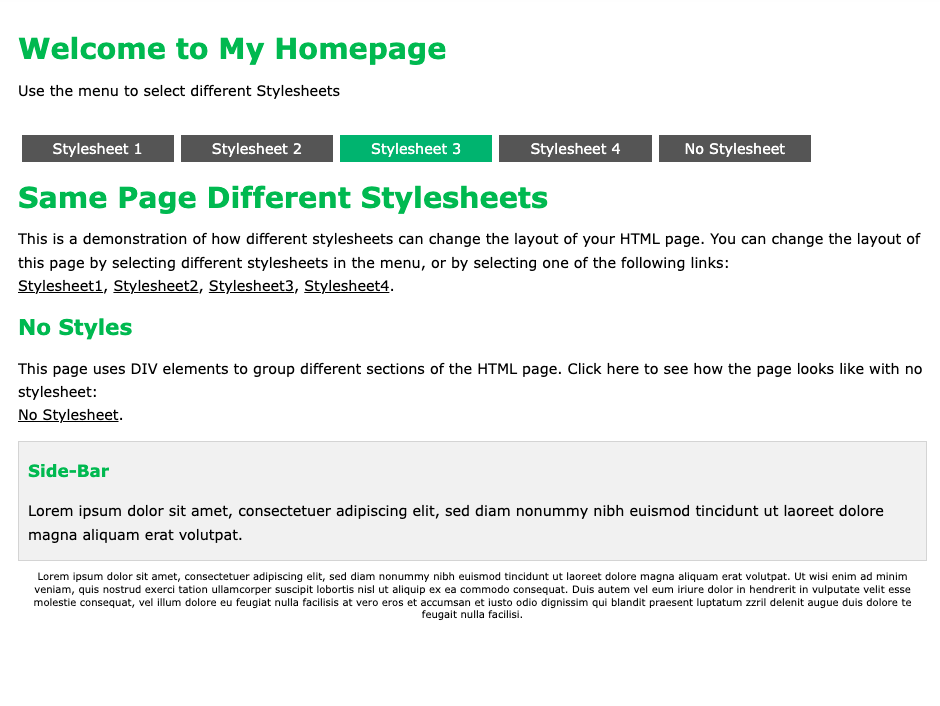 Welcome to My Homepage
Use the menu to select different Stylesheets
Stylesheet 1
Stylesheet 2
Stylesheet 3
Stylesheet 4
No Stylesheet
Same Page Different Stylesheets
This is a demonstration of how different stylesheets can change the layout of your HTML page. You can change the layout of
this page by selecting different stylesheets in the menu, or by selecting one of the following links:
Stylesheet1, Stylesheet2, Stylesheet3, Stylesheet4.
No Styles
This page uses DIV elements to group different sections of the HTML page. Click here to see how the page looks like with no
stylesheet:
No Stylesheet.
Side-Bar
Lorem ipsum dolor sit amet, consectetuer adipiscing elit, sed diam nonummy nibh euismod tincidunt ut laoreet dolore
magna aliquam erat volutpat.
Lorem ipsum dolor sit amet, consectetuer adipiscing elit, sed diam nonummy nibh euismod tincidunt ut laoreet dolore magna aliquam erat volutpat. Ut wisi enim ad minim
veniam, quis nostrud exerci tation ullamcorper suscipit lobortis nisl ut aliquip ex ea commodo consequat. Duis autem vel eum iriure dolor in hendrerit in vulputate velit esse
molestie consequat, vel illum dolore eu feugiat nulla facilisis at vero eros et accumsan et iusto odio dignissim qui blandit praesent luptatum zzril delenit augue duis dolore te
feugait nulla facilisi.